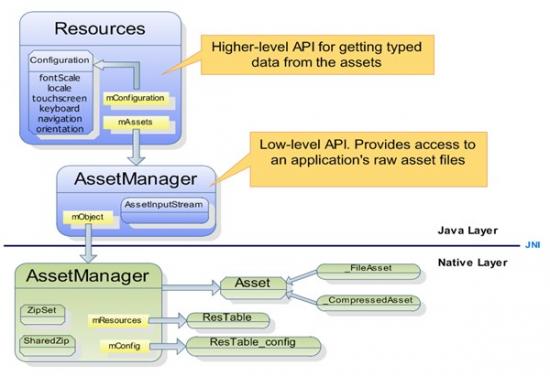 Resources
Configuration
fontScale
locale
touchscreen
keyboard
navigation
orientation
mConfiguration
mAssets
Higher-level API for getting typed
data from the assets
Low-level API. Provides access to
an application's raw asset files
AssetManager
AssetInputStream
mObject
Java Layer
JNI
Native Layer
AssetManager
ZipSet
SharedZip
mResources
mConfig
Asset
_FileAsset
_CompressedAsset
ResTable
ResTable_config